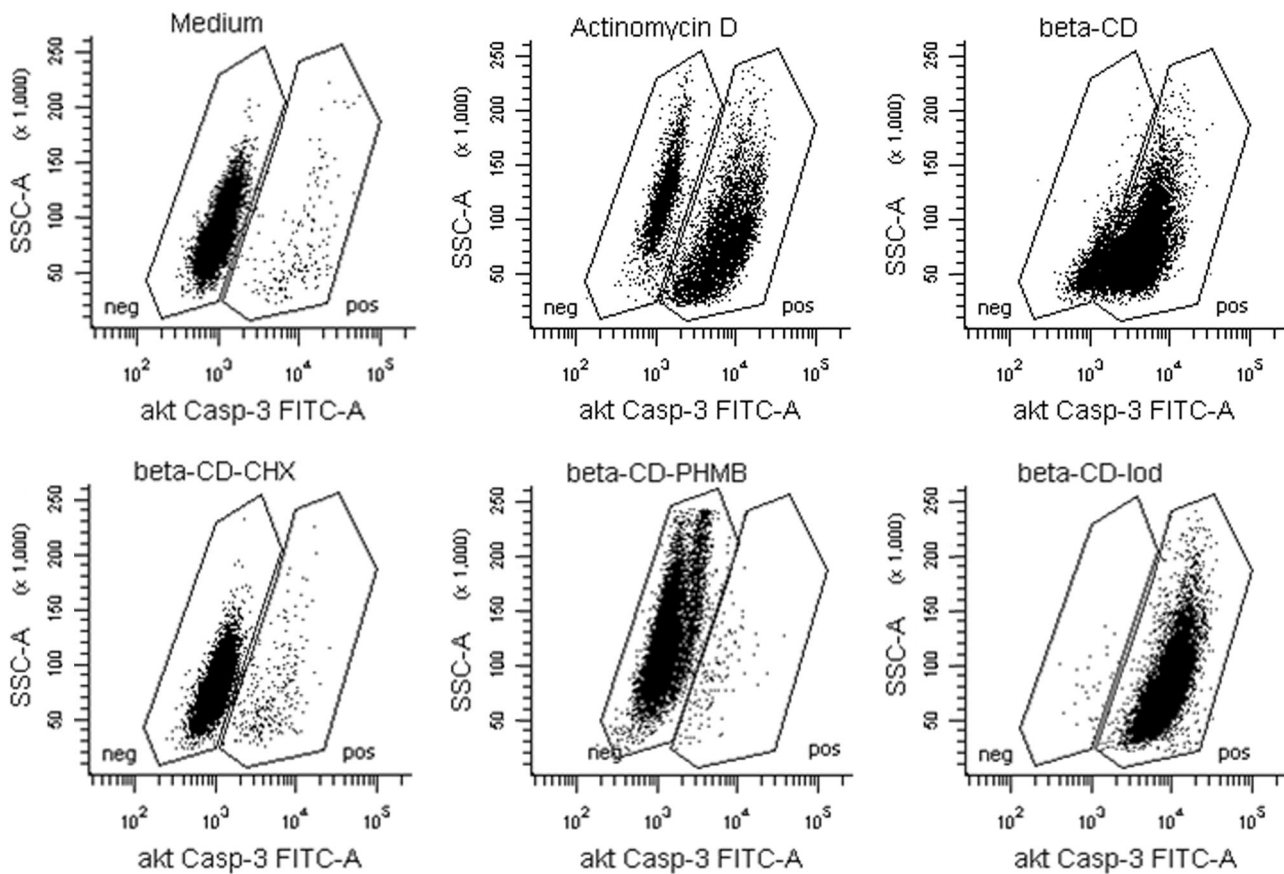 Medium
SSC-A (x 1,000)
50 100 150 200 250
neg
pos
10² 10³ 10⁴ 10⁵
akt Casp-3 FITC-A
Actinomycin D
SSC-A (x 1,000)
50 100 150 200 250
neg
pos
10² 10³ 10⁴ 10⁵
akt Casp-3 FITC-A
beta-CD
SSC-A (x 1,000)
50 100 150 200 250
neg
pos
10² 10³ 10⁴ 10⁵
akt Casp-3 FITC-A
beta-CD-CHX
SSC-A (x 1,000)
50 100 150 200 250
neg
pos
10² 10³ 10⁴ 10⁵
akt Casp-3 FITC-A
beta-CD-PHMB
SSC-A (x 1,000)
50 100 150 200 250
neg
pos
10² 10³ 10⁴ 10⁵
akt Casp-3 FITC-A
beta-CD-Iod
SSC-A (x 1,000)
50 100 150 200 250
neg
pos
10² 10³ 10⁴ 10⁵
akt Casp-3 FITC-A